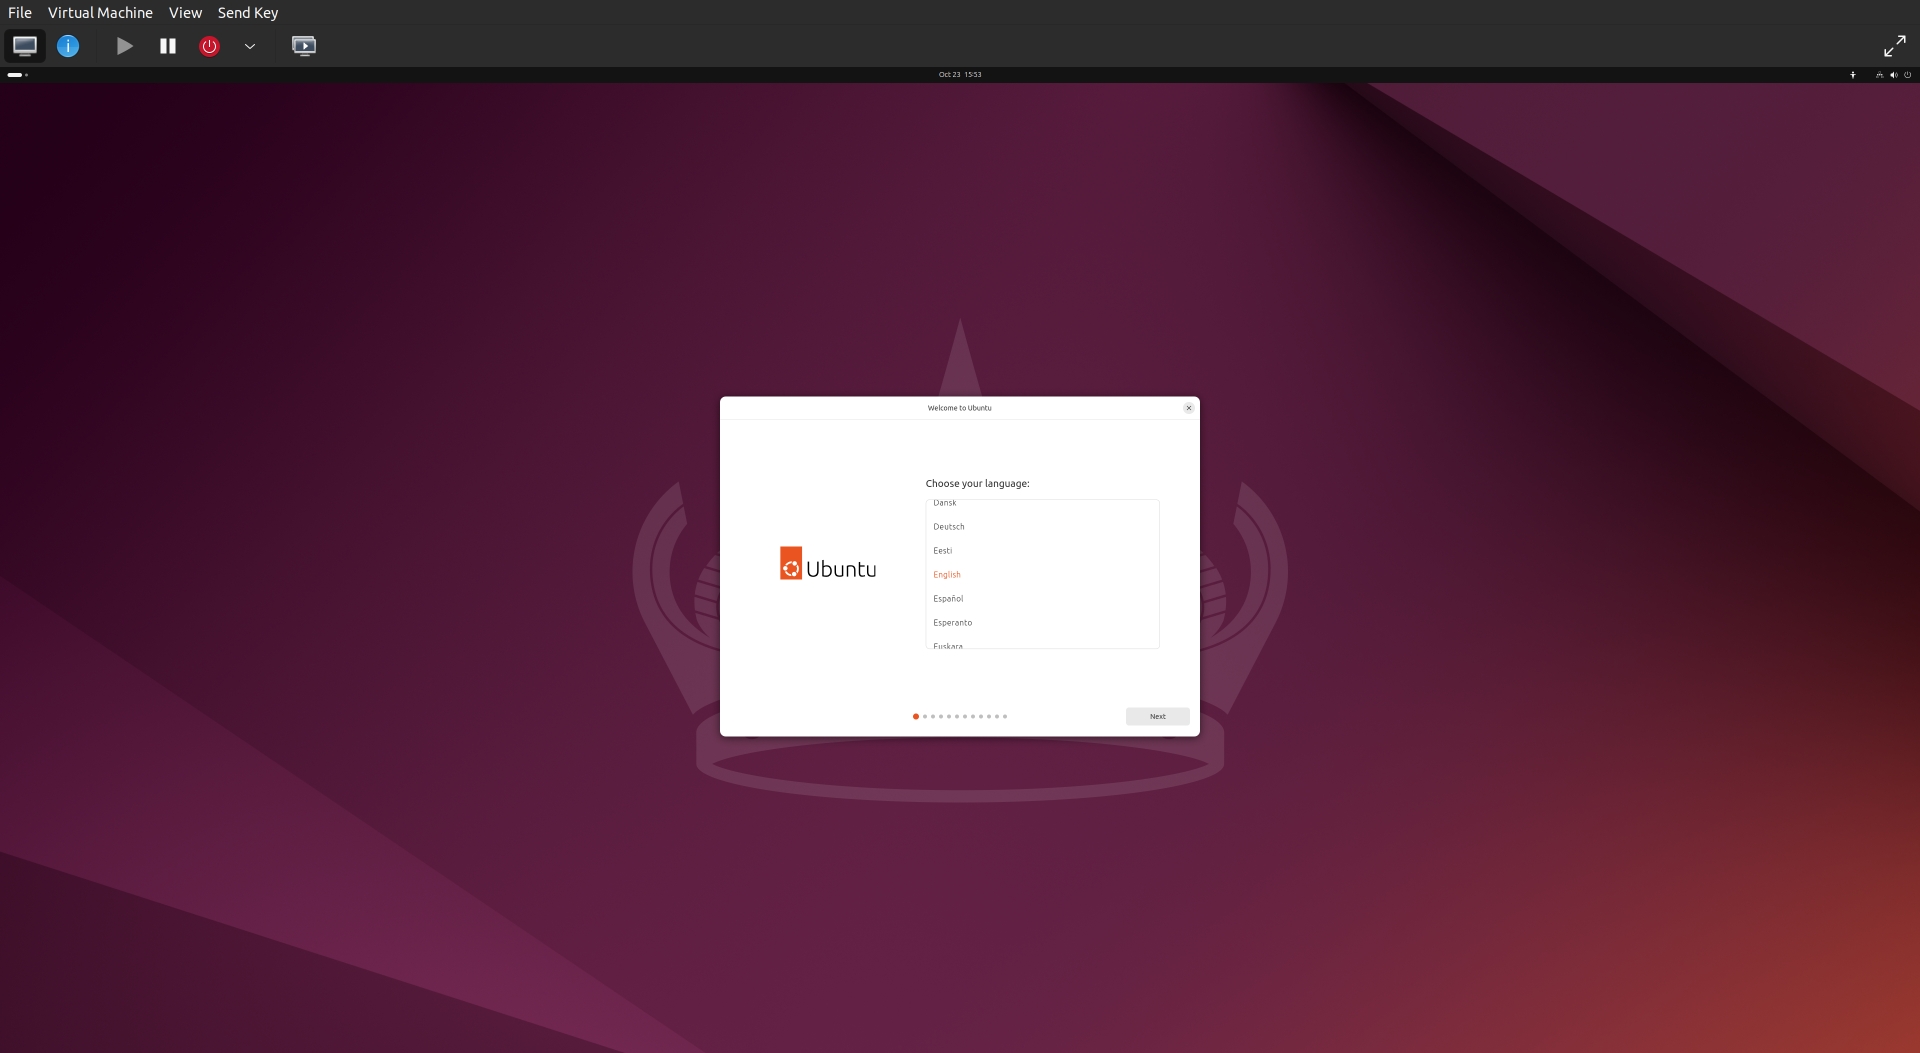 File Virtual Machine View Send Key
Oct 23 15:53
Welcome to Ubuntu
Choose your language:
Dansk
Deutsch
Eesti
English
Español
Esperanto
Euskara
Ubuntu
Next